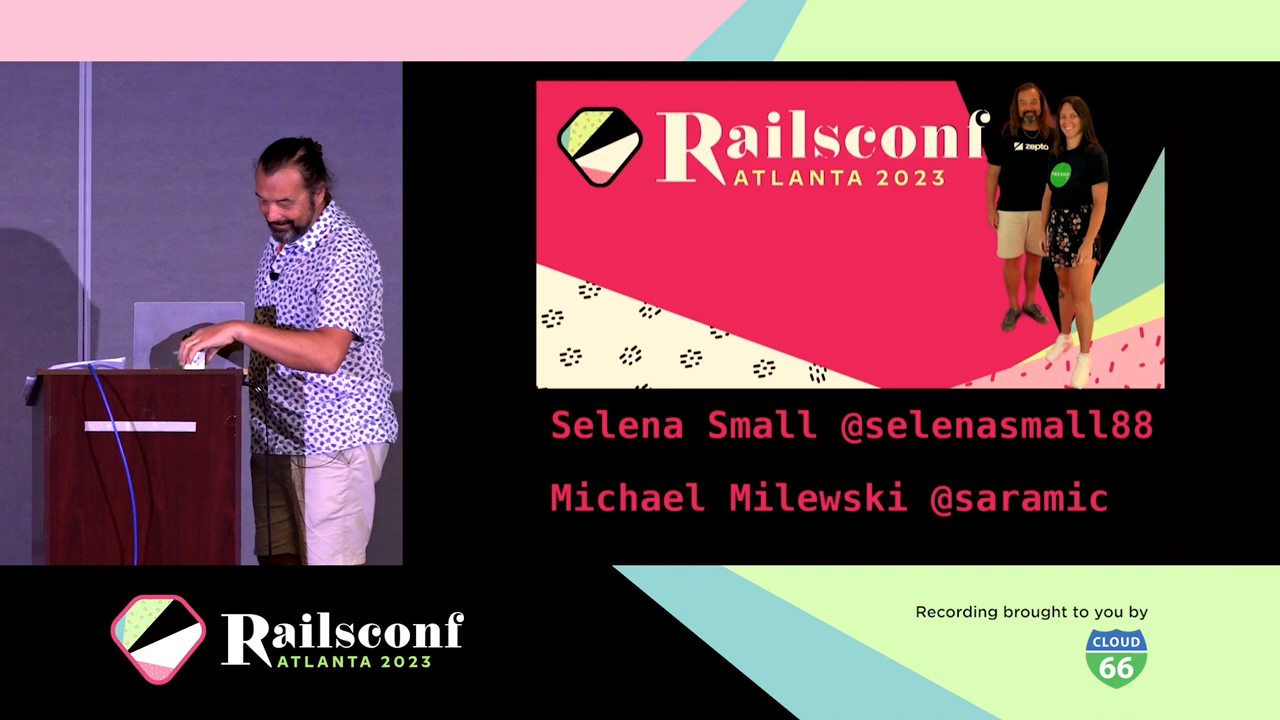 Railsconf
ATLANTA 2023
zepto
Selena Small @selenasmall88
Michael Milewski @saramic
Railsconf
ATLANTA 2023
Recording brought to you by
CLOUD
66